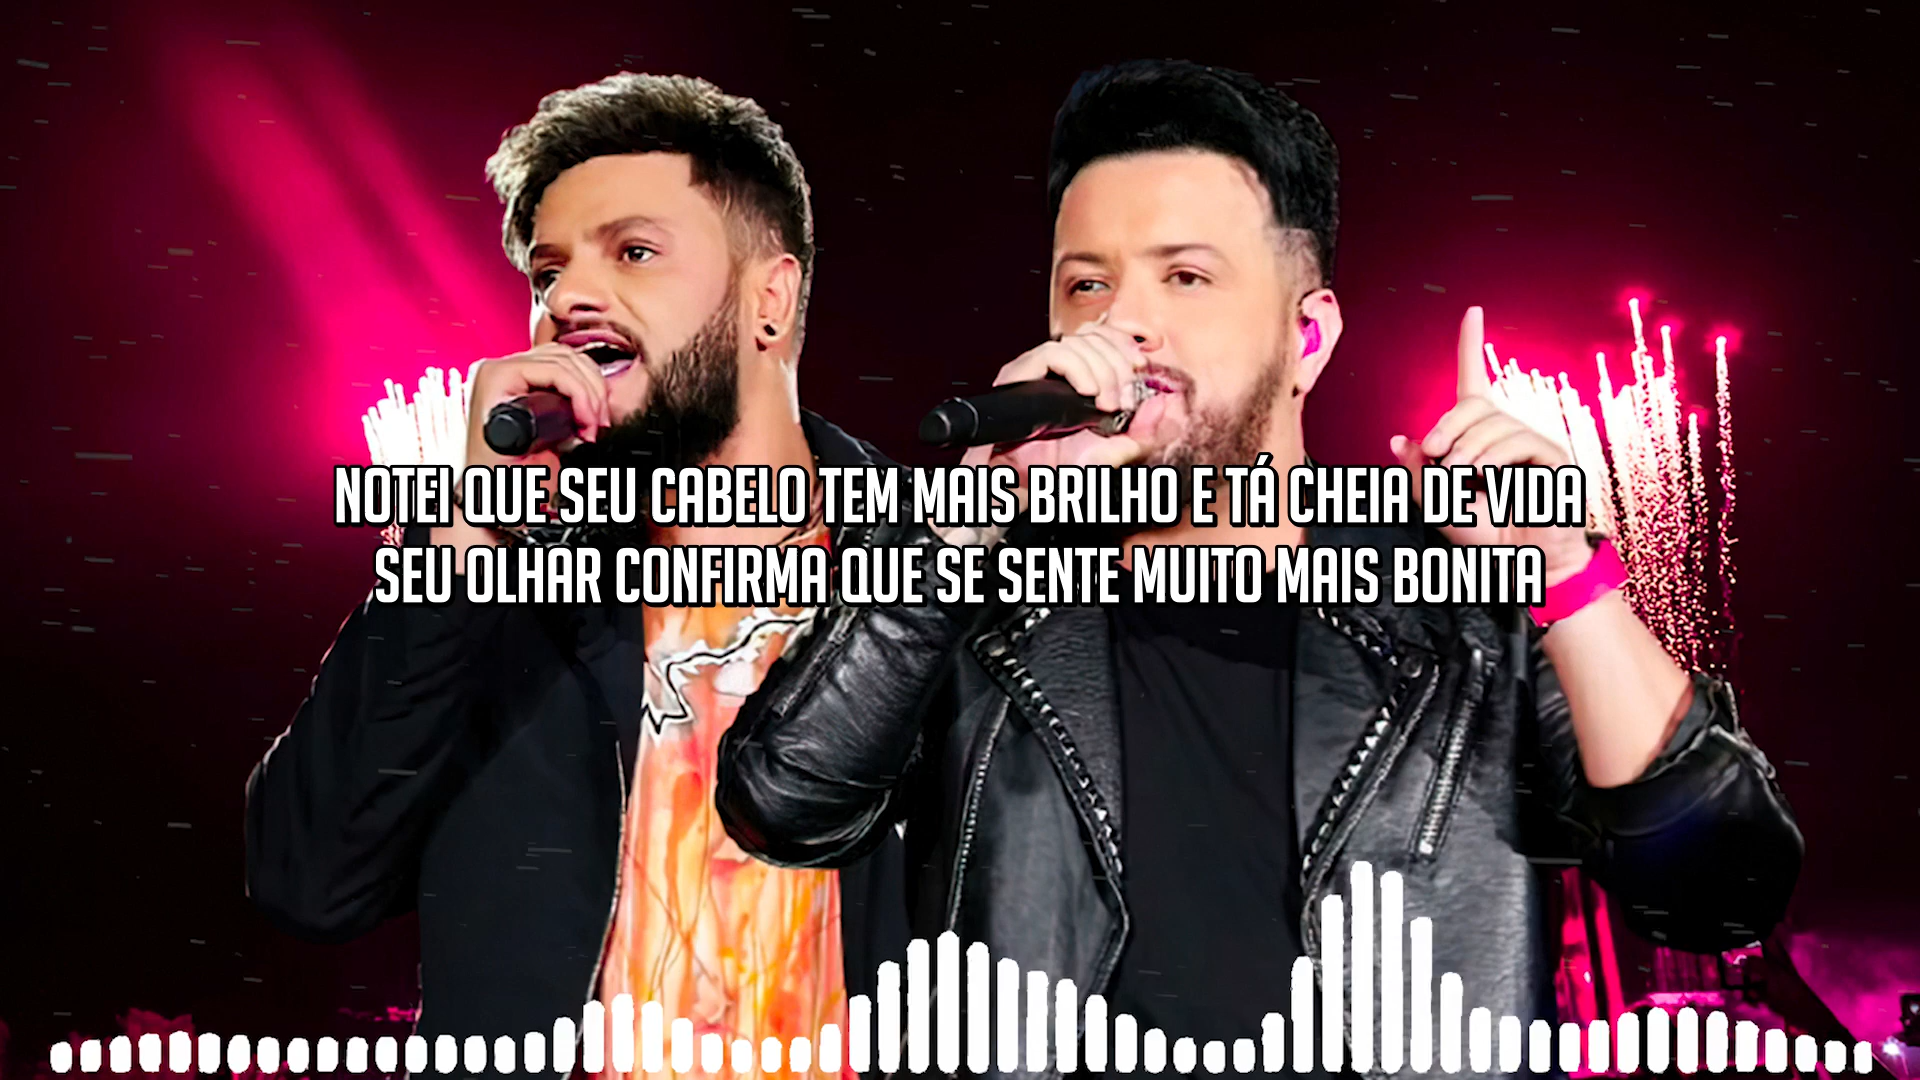 NOTEI QUE SEU CABELO TEM MAIS BRILHO E TÁ CHEIA DE VIDA
SEU OLHAR CONFIRMA QUE SE SENTE MUITO MAIS BONITA